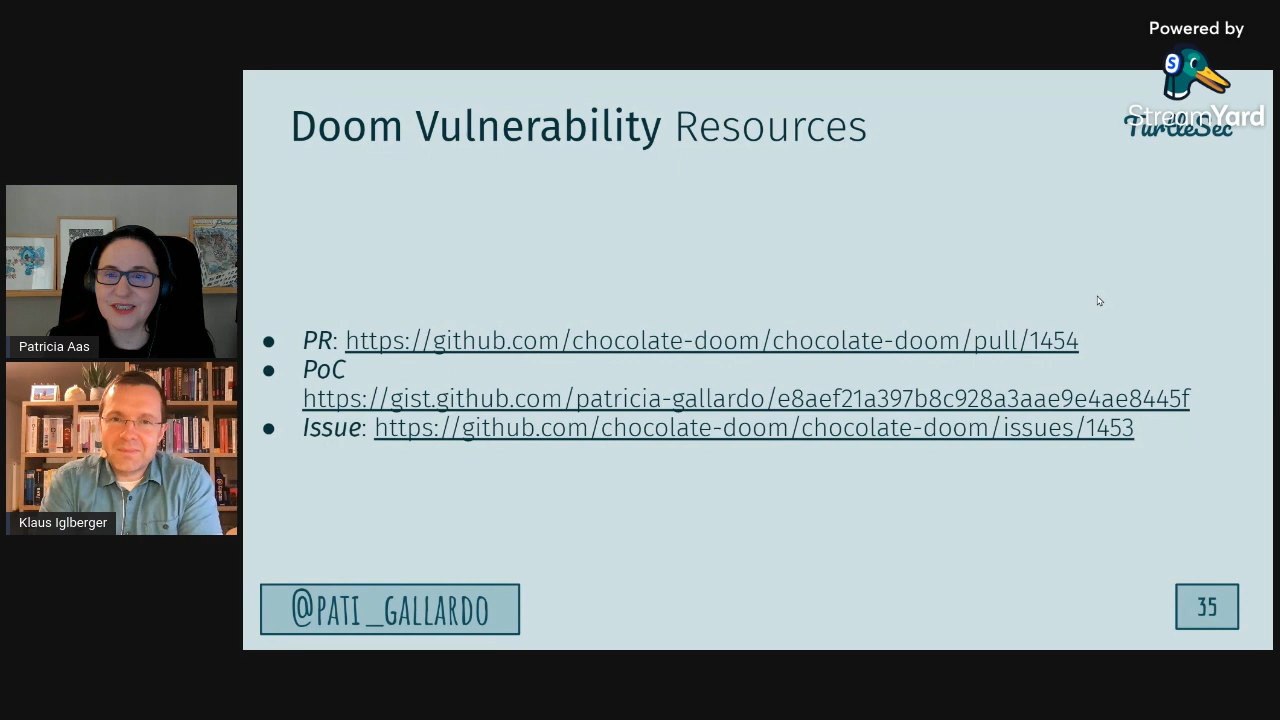 Powered by
StreamYard
TurtleSec
Doom Vulnerability Resources
Patricia Aas
Klaus Iglberger
● PR: https://github.com/chocolate-doom/chocolate-doom/pull/1454
● PoC
https://gist.github.com/patricia-gallardo/e8aef21a397b8c928a3aae9e4ae8445f
● Issue: https://github.com/chocolate-doom/chocolate-doom/issues/1453
@PATI_GALLARDO
35